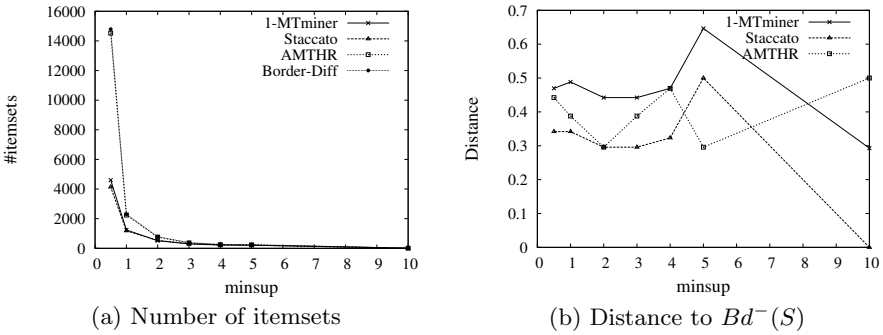 16000
14000
12000
10000
8000
6000
4000
2000
0
#itemsets
1-MTminer
Staccato
AMTHR
Border-Diff
0 1 2 3 4 5 6 7 8 9 10
minsup
(a) Number of itemsets
0.7
0.6
0.5
0.4
0.3
0.2
0.1
0
Distance
1-MTminer
Staccato
AMTHR
0 1 2 3 4 5 6 7 8 9 10
minsup
(b) Distance to Bd⁻(S)